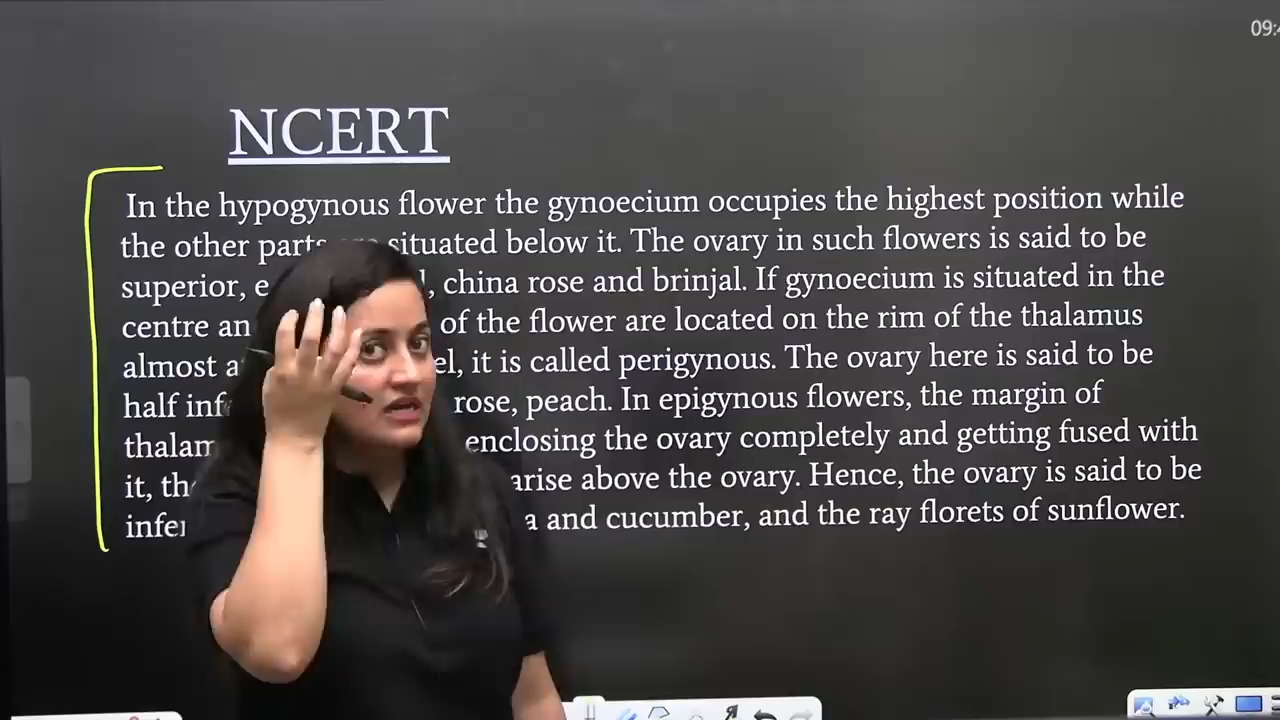 09:
NCERT
In the hypogynous flower the gynoecium occupies the highest position while
the other parts situated below it. The ovary in such flowers is said to be
superior, e , china rose and brinjal. If gynoecium is situated in the
centre an of the flower are located on the rim of the thalamus
almost a el, it is called perigynous. The ovary here is said to be
half inf rose, peach. In epigynous flowers, the margin of
thalam enclosing the ovary completely and getting fused with
it, th arise above the ovary. Hence, the ovary is said to be
infe a and cucumber, and the ray florets of sunflower.